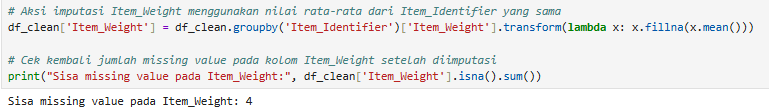 # Aksi imputasi Item_Weight menggunakan nilai rata-rata dari Item_Identifier yang sama
df_clean['Item_Weight'] = df_clean.groupby('Item_Identifier')['Item_Weight'].transform(lambda x: x.fillna(x.mean()))
# Cek kembali jumlah missing value pada kolom Item_Weight setelah diimputasi
print("Sisa missing value pada Item_Weight:", df_clean['Item_Weight'].isna().sum())
Sisa missing value pada Item_Weight: 4